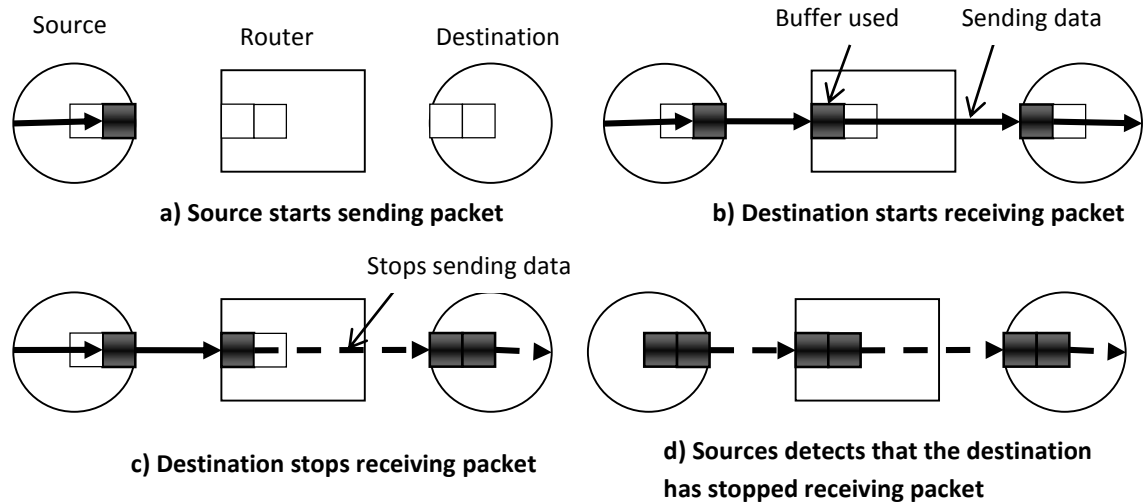 Source
Router
Destination
Buffer used
Sending data
a) Source starts sending packet
b) Destination starts receiving packet
Stops sending data
c) Destination stops receiving packet
d) Sources detects that the destination
has stopped receiving packet